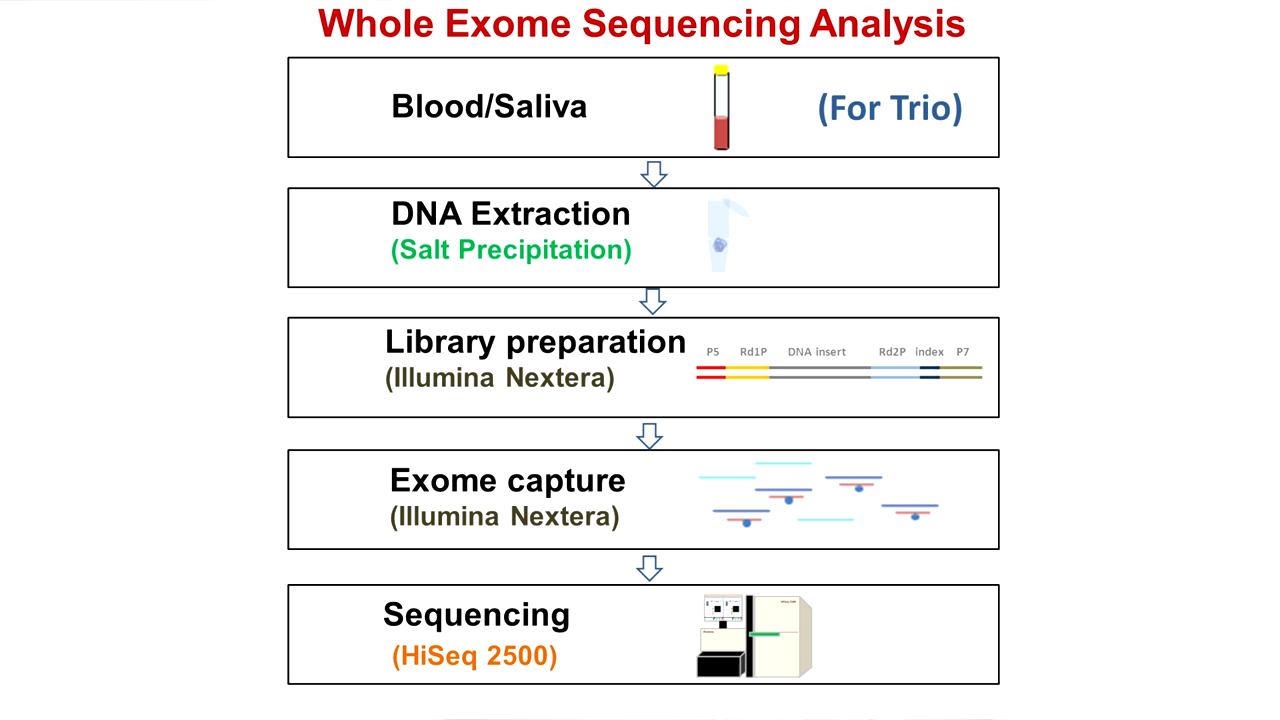 Whole Exome Sequencing Analysis
Blood/Saliva
(For Trio)
DNA Extraction
(Salt Precipitation)
Library preparation
(Illumina Nextera)
P5 Rd1P DNA insert Rd2P index P7
Exome capture
(Illumina Nextera)
Sequencing
(HiSeq 2500)